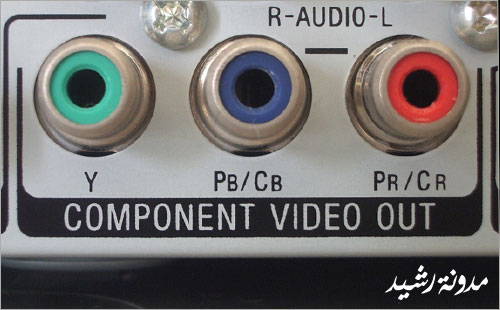 R-AUDIO-L
Y PB/CB PR/CR
COMPONENT VIDEO OUT
مدونة رشيد